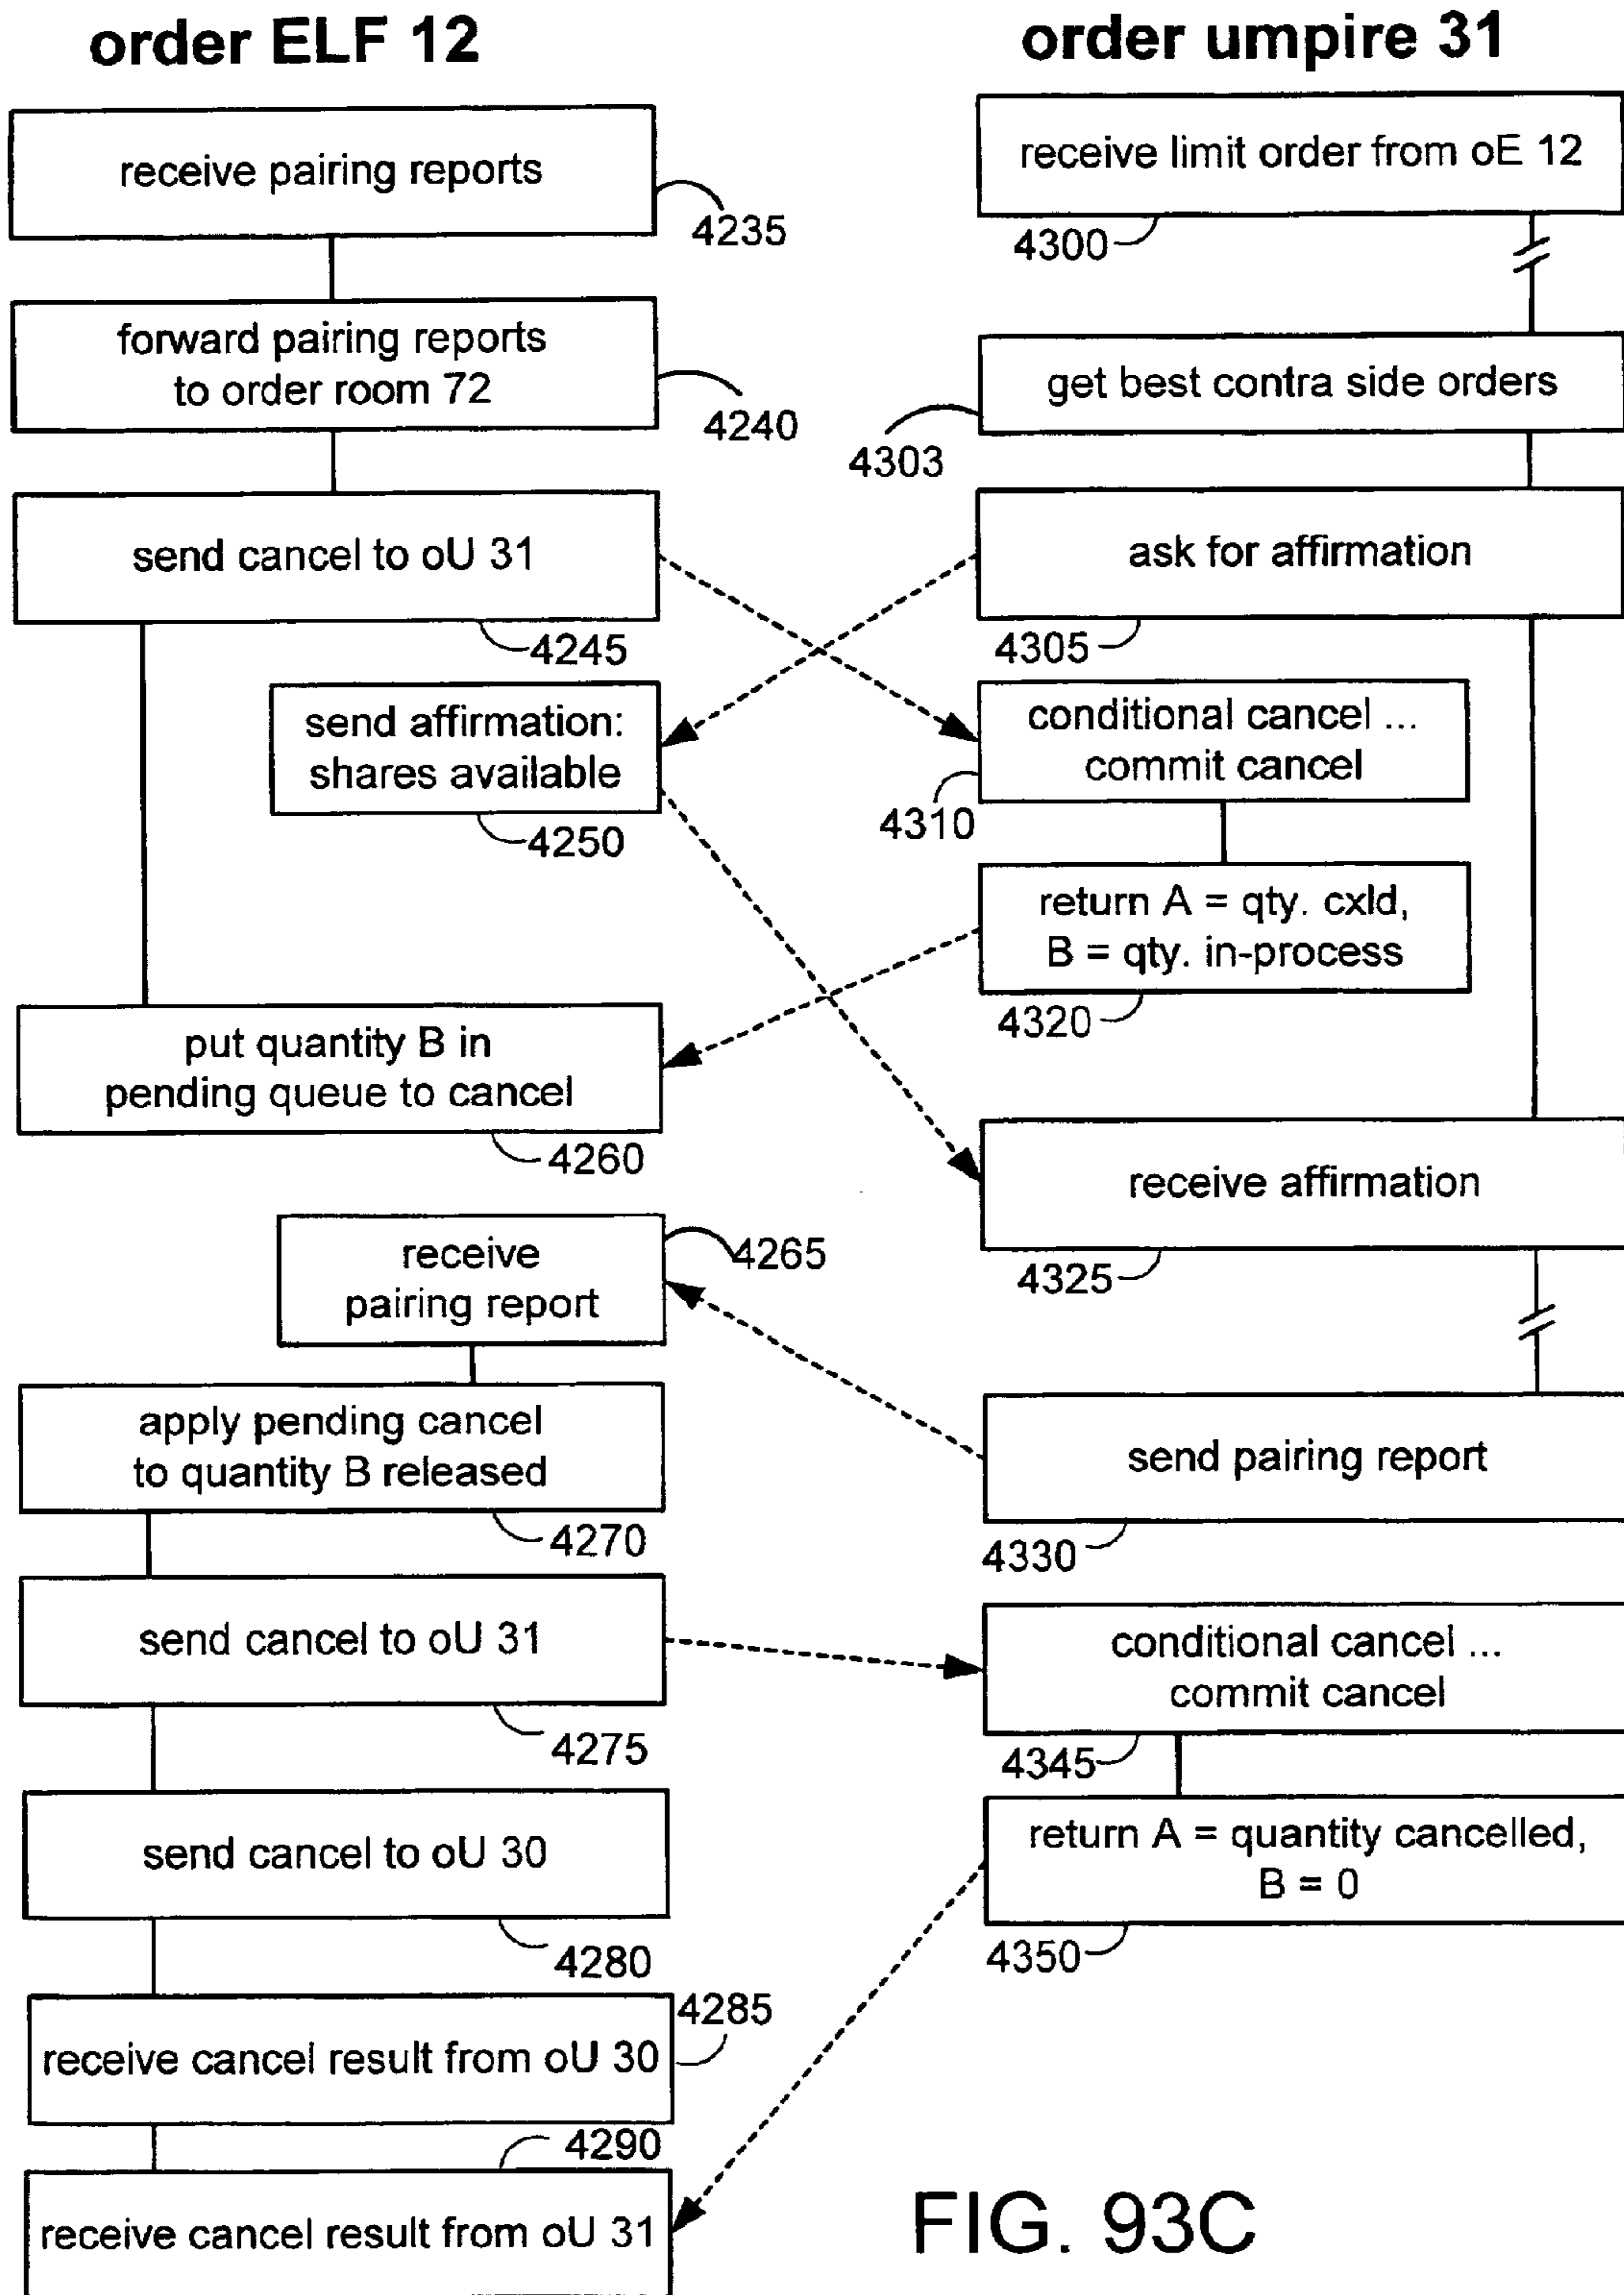 order ELF 12
order umpire 31
receive pairing reports
4235
receive limit order from oE 12
4300
forward pairing reports
to order room 72
4240
get best contra side orders
4303
send cancel to oU 31
4245
ask for affirmation
4305
send affirmation:
shares available
4250
conditional cancel ...
commit cancel
4310
return A = qty. cxld,
B = qty. in-process
4320
put quantity B in
pending queue to cancel
4260
receive affirmation
4325
receive
pairing report
4265
apply pending cancel
to quantity B released
4270
send pairing report
4330
send cancel to oU 31
4275
conditional cancel ...
commit cancel
4345
send cancel to oU 30
4280
return A = quantity cancelled,
B = 0
4350
4285
receive cancel result from oU 30
4290
receive cancel result from oU 31
FIG. 93C